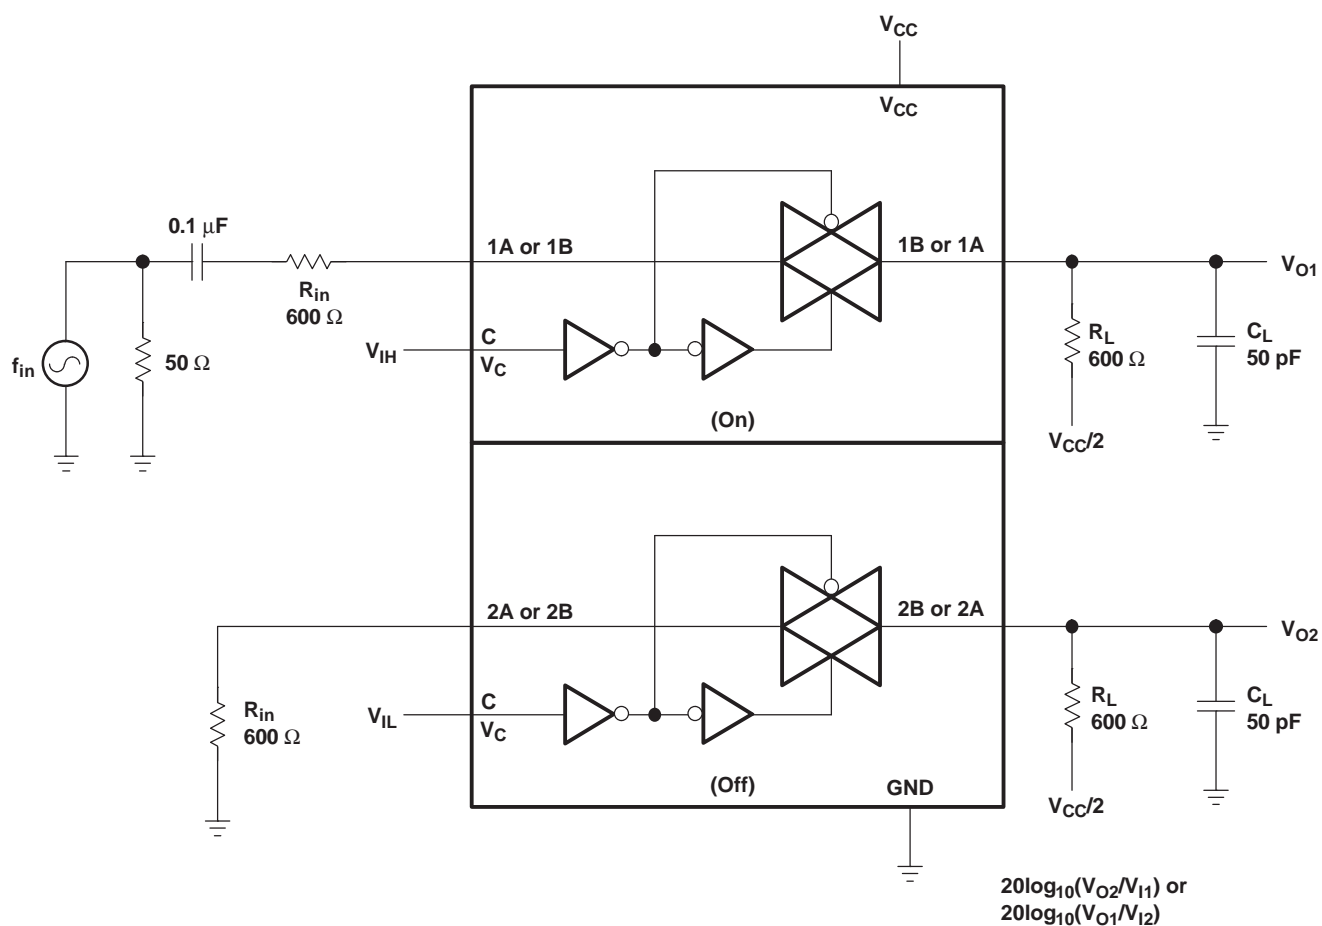 VCC
VCC
0.1 μF
1A or 1B
1B or 1A
VO1
Rin
600 Ω
fin
50 Ω
VIH
C
VC
RL
600 Ω
CL
50 pF
(On)
VCC/2
2A or 2B
2B or 2A
VO2
Rin
600 Ω
VIL
C
VC
RL
600 Ω
CL
50 pF
(Off)
GND
VCC/2
20log10(VO2/VI1) or
20log10(VO1/VI2)